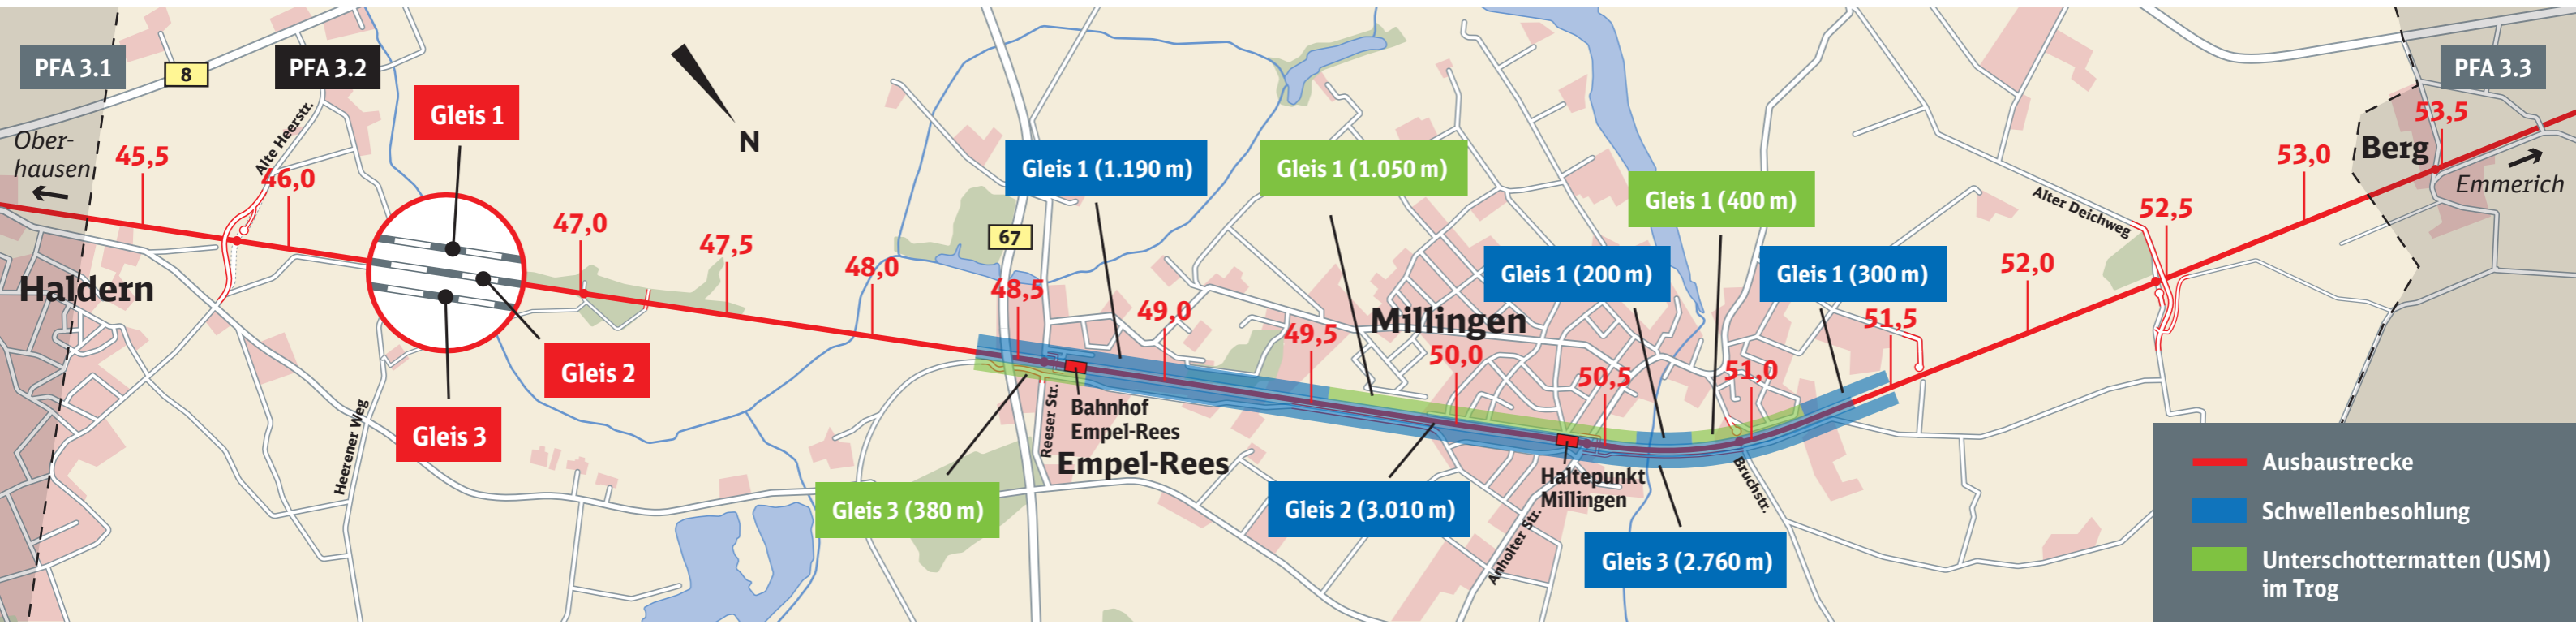 PFA 3.1
8
PFA 3.2
PFA 3.3
Gleis 1
Ober-
hausen
45,5
Alte Heerstr.
46,0
N
Gleis 1 (1.190 m)
Gleis 1 (1.050 m)
Gleis 1 (400 m)
53,5
Berg
53,0
Emmerich
Alter Deichweg
52,5
47,0
47,5
48,0
67
48,5
49,0
49,5
Millingen
50,0
Gleis 1 (200 m)
Gleis 1 (300 m)
52,0
51,5
51,0
50,5
Haldern
Gleis 2
Gleis 3
Heerener Weg
Reeser Str.
Bahnhof
Empel-Rees
Empel-Rees
Gleis 3 (380 m)
Gleis 2 (3.010 m)
Haltepunkt
Millingen
Anholter Str.
Bruchstr.
Gleis 3 (2.760 m)
Ausbaustrecke
Schwellenbesohlung
Unterschottermatten (USM)
im Trog